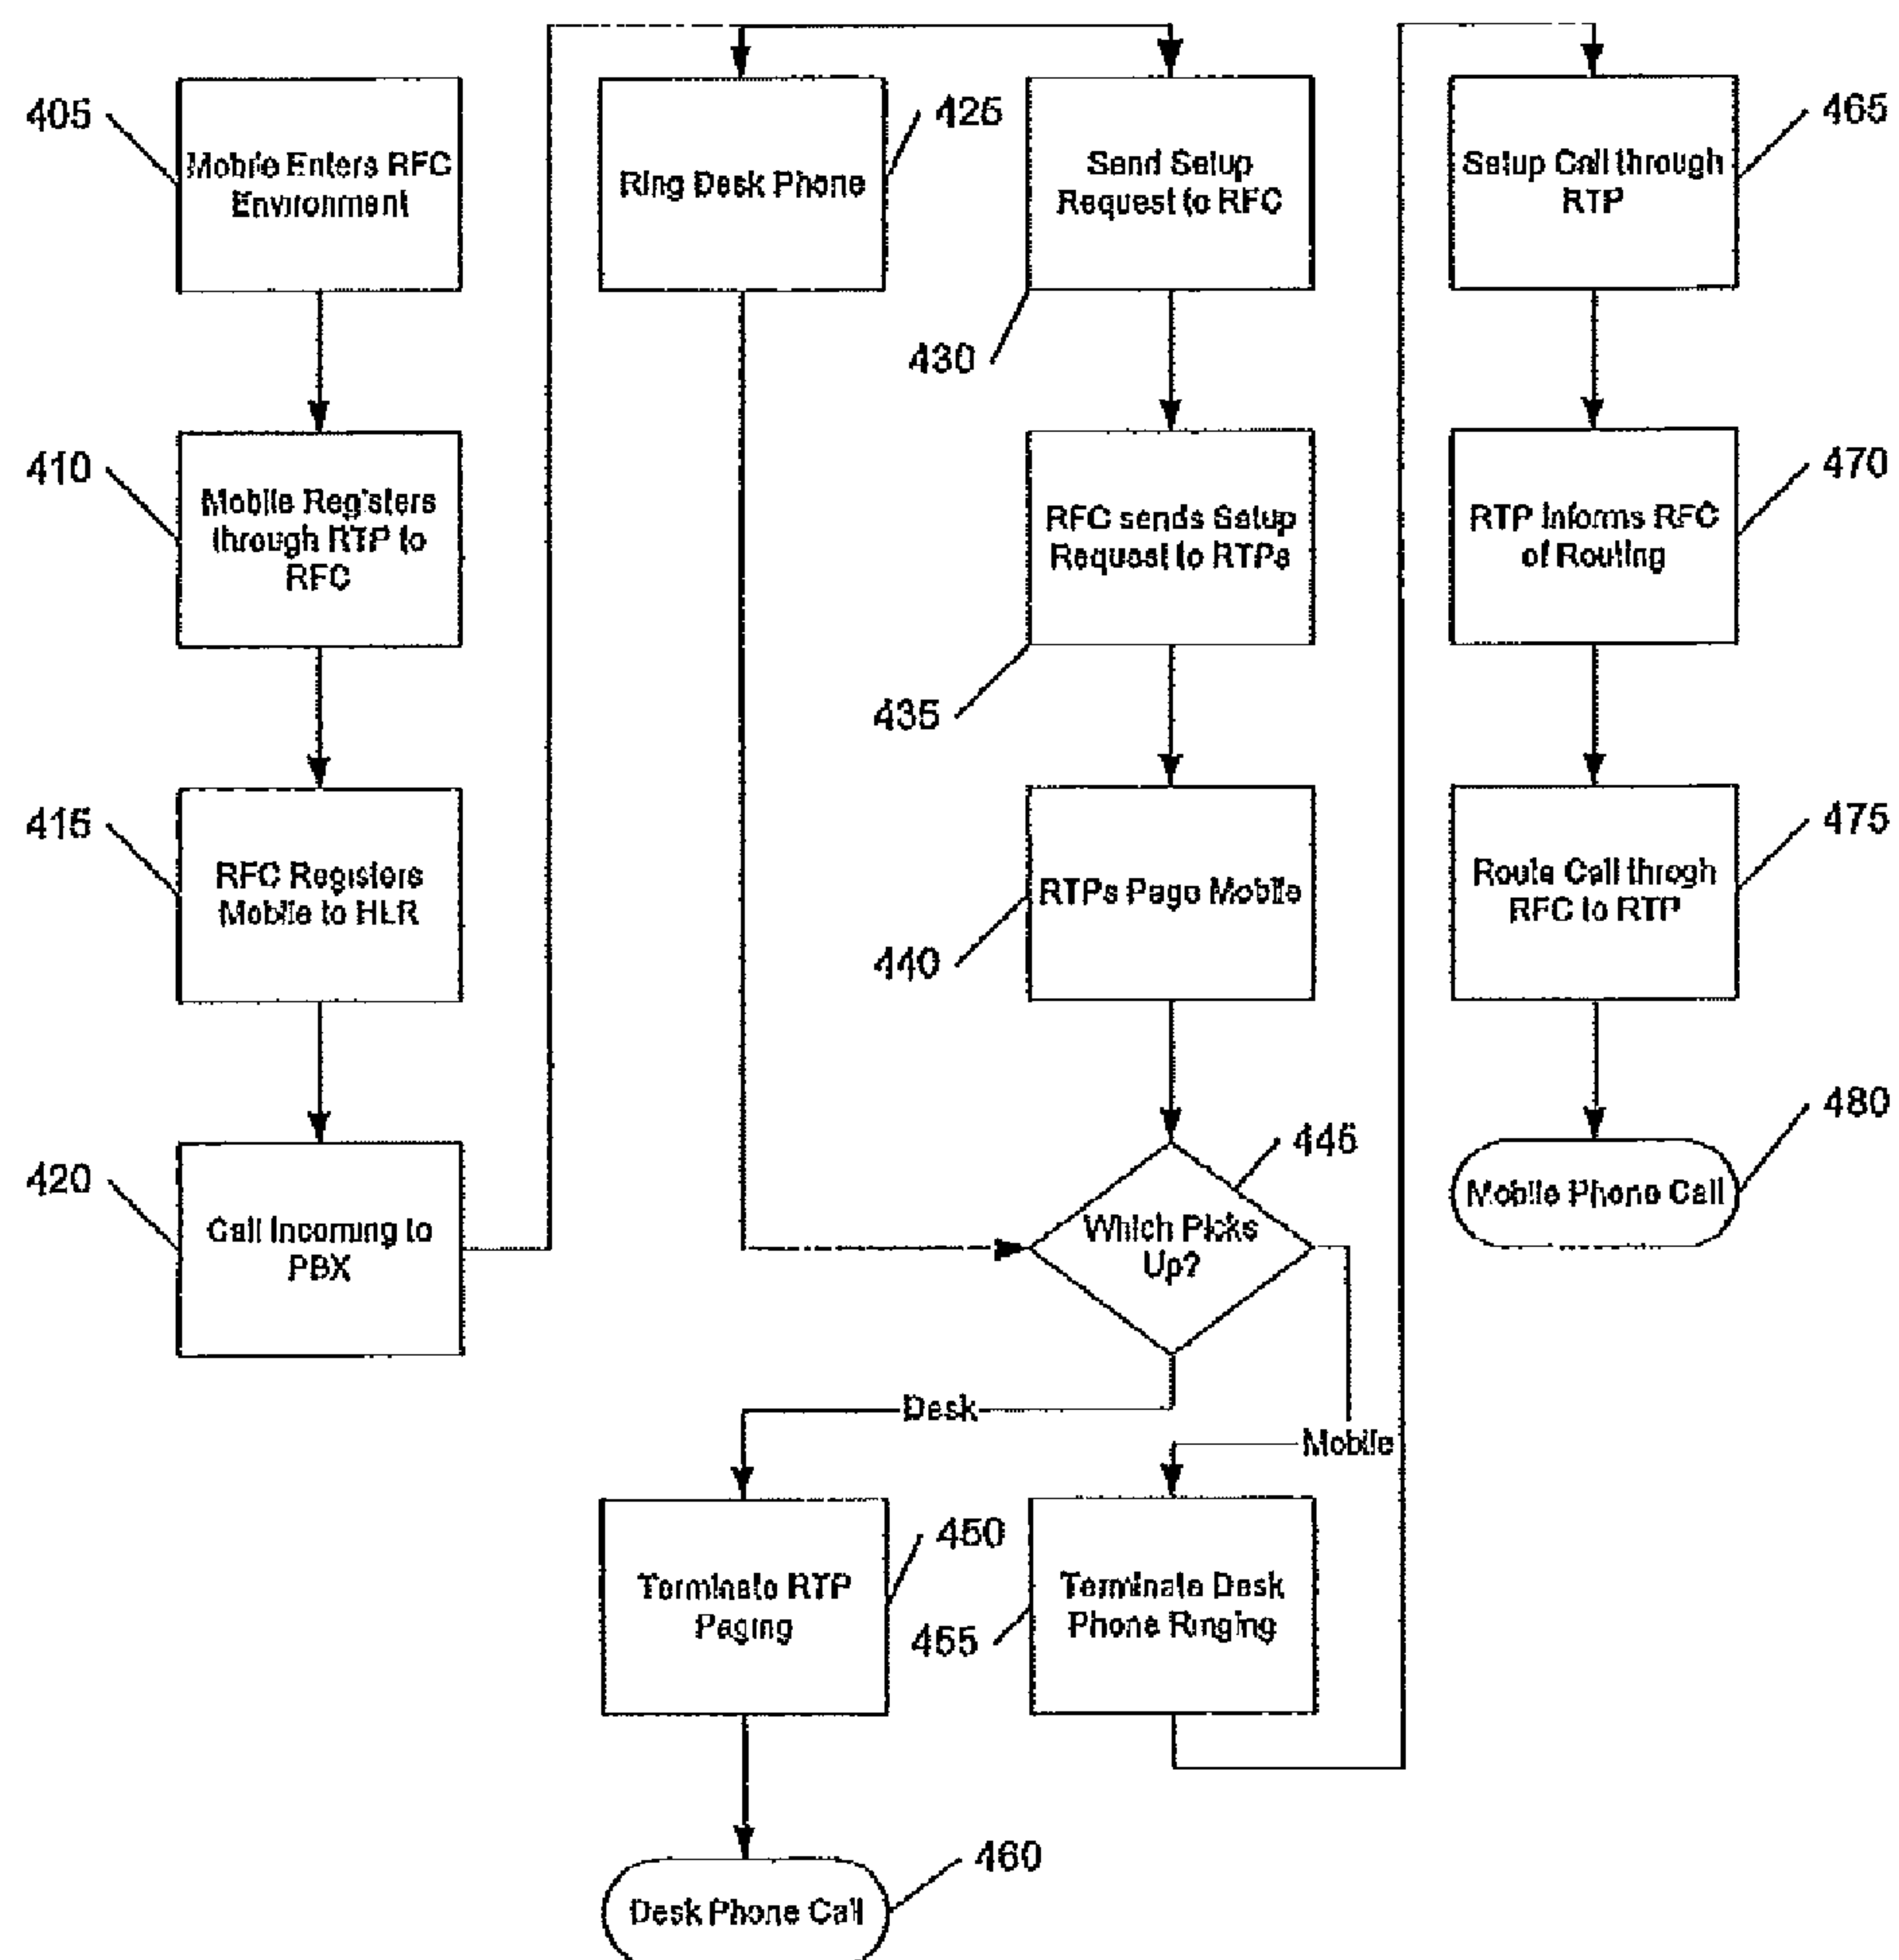 405
Mobile Enters RFC
Environment
410
Mobile Registers
through RTP to
RFC
415
RFC Registers
Mobile to HLR
420
Call Incoming to
PBX
425
Ring Desk Phone
Send Setup
Request to RFC
430
RFC sends Setup
Request to RTPs
435
RTPs Page Mobile
440
445
Which Picks
Up?
Desk
Mobile
450
Terminate RTP
Paging
455
Terminate Desk
Phone Ringing
460
Desk Phone Call
465
Setup Call through
RTP
470
RTP Informs RFC
of Routing
475
Route Call throgh
RFC to RTP
480
Mobile Phone Call